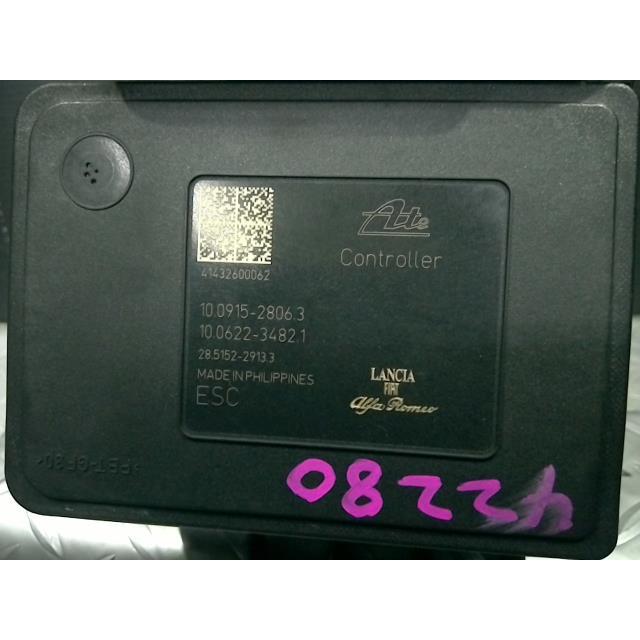 Ate
Controller
41432600062
10.0915-2806.3
10.0622-3482.1
28.5152-2913.3
MADE IN PHILIPPINES
ESC
LANCIA
FIAT
Alfa Romeo
>PBT-GF30<
08224